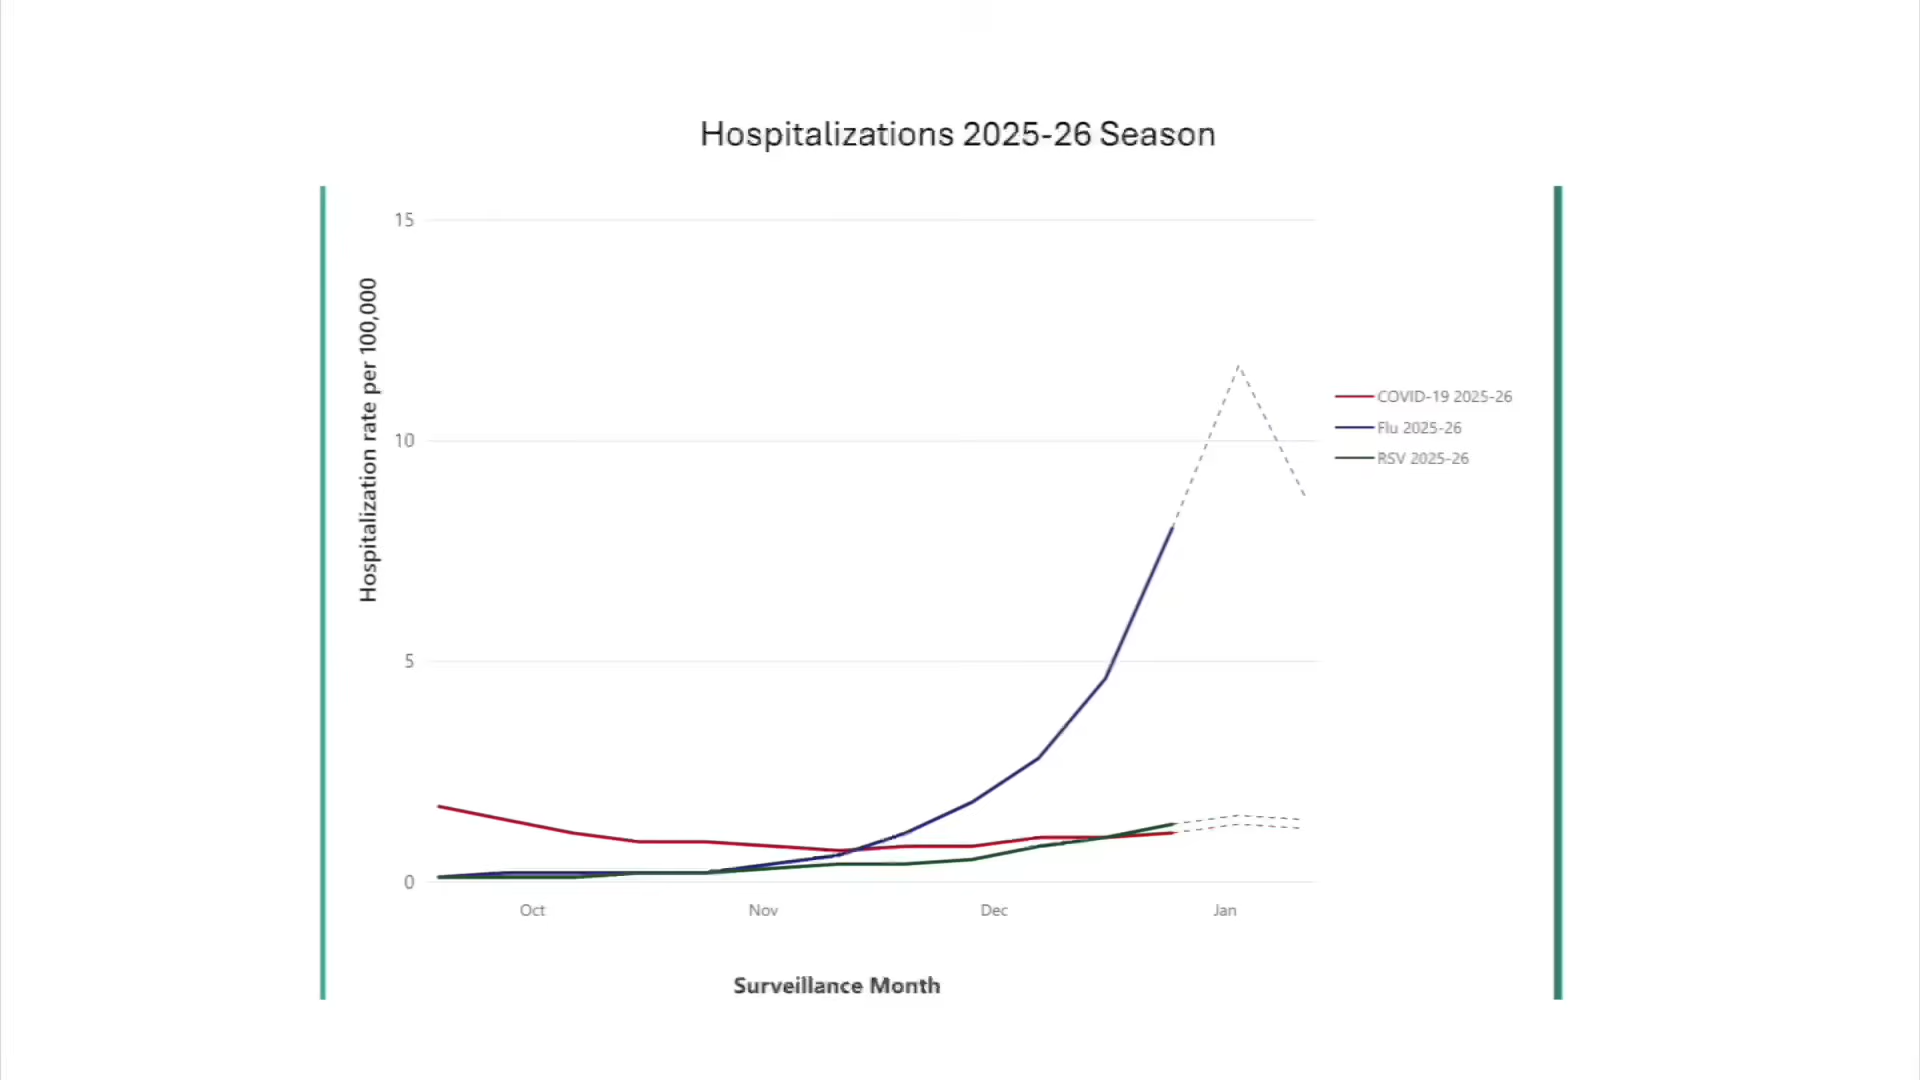 Hospitalizations 2025-26 Season
15
10
5
0
Hospitalization rate per 100,000
COVID-19 2025-26
Flu 2025-26
RSV 2025-26
Oct
Nov
Dec
Jan
Surveillance Month